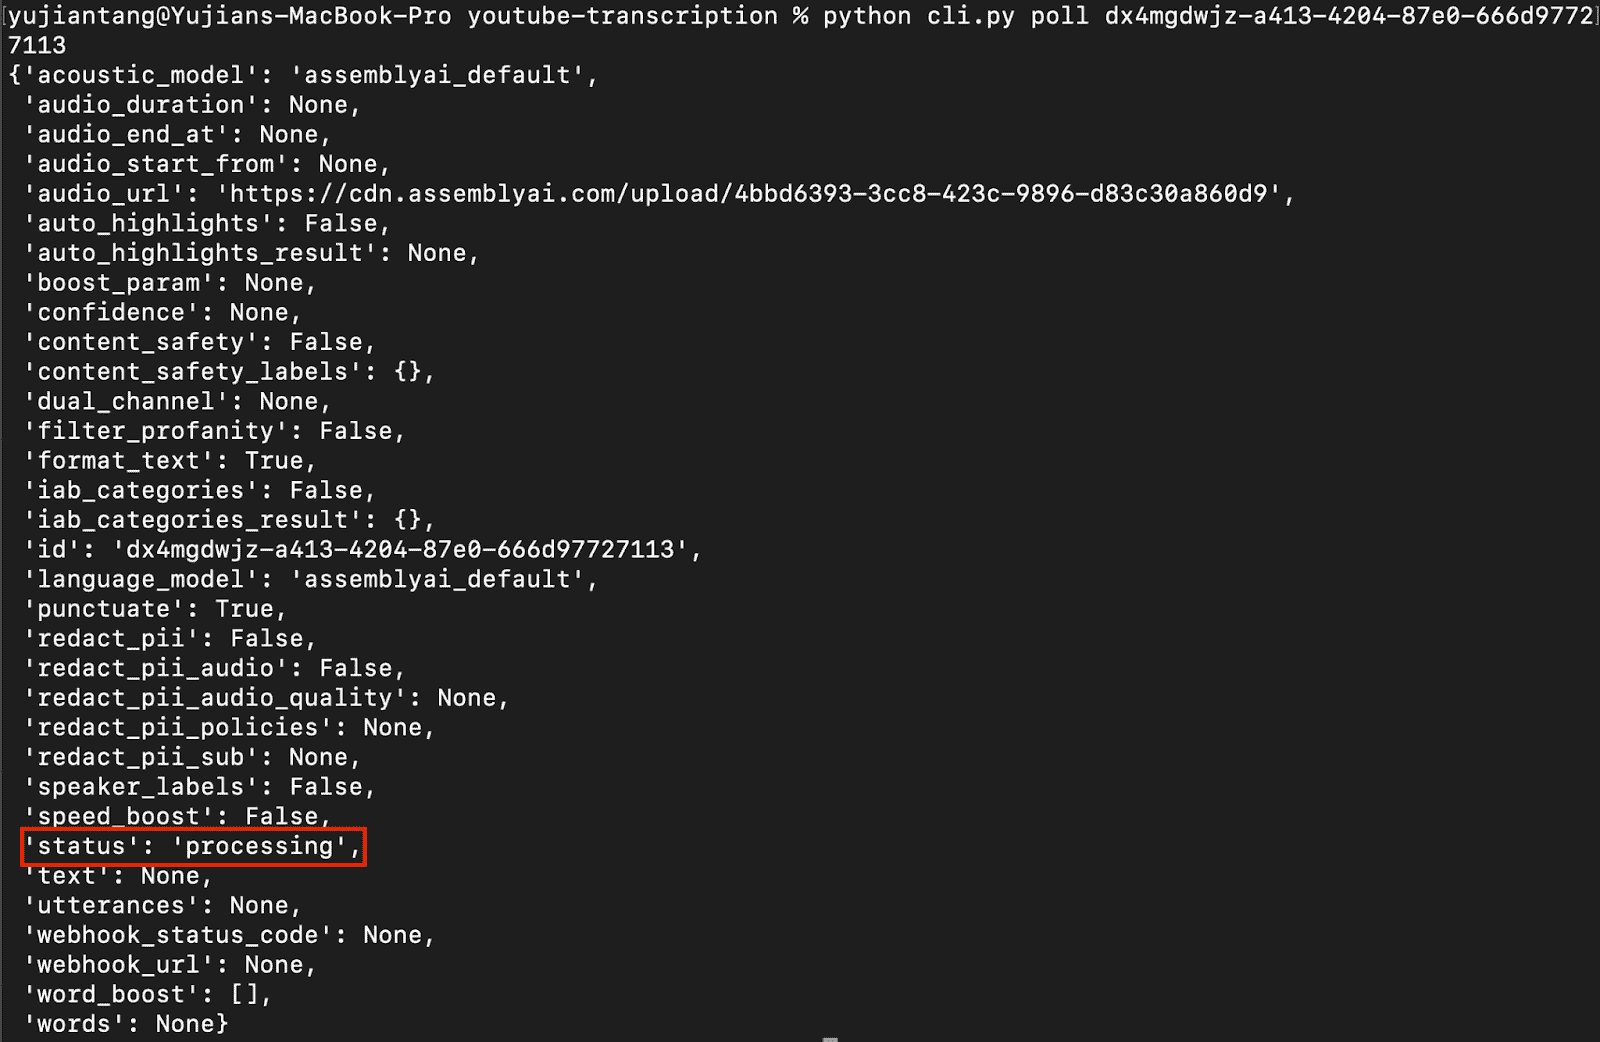 yujiantang@Yujians-MacBook-Pro youtube-transcription % python cli.py poll dx4mgdwjz-a413-4204-87e0-666d9772
7113
{'acoustic_model': 'assemblyai_default',
 'audio_duration': None,
 'audio_end_at': None,
 'audio_start_from': None,
 'audio_url': 'https://cdn.assemblyai.com/upload/4bbd6393-3cc8-423c-9896-d83c30a860d9',
 'auto_highlights': False,
 'auto_highlights_result': None,
 'boost_param': None,
 'confidence': None,
 'content_safety': False,
 'content_safety_labels': {},
 'dual_channel': None,
 'filter_profanity': False,
 'format_text': True,
 'iab_categories': False,
 'iab_categories_result': {},
 'id': 'dx4mgdwjz-a413-4204-87e0-666d97727113',
 'language_model': 'assemblyai_default',
 'punctuate': True,
 'redact_pii': False,
 'redact_pii_audio': False,
 'redact_pii_audio_quality': None,
 'redact_pii_policies': None,
 'redact_pii_sub': None,
 'speaker_labels': False,
 'speed_boost': False,
 'status': 'processing',
 'text': None,
 'utterances': None,
 'webhook_status_code': None,
 'webhook_url': None,
 'word_boost': [],
 'words': None}